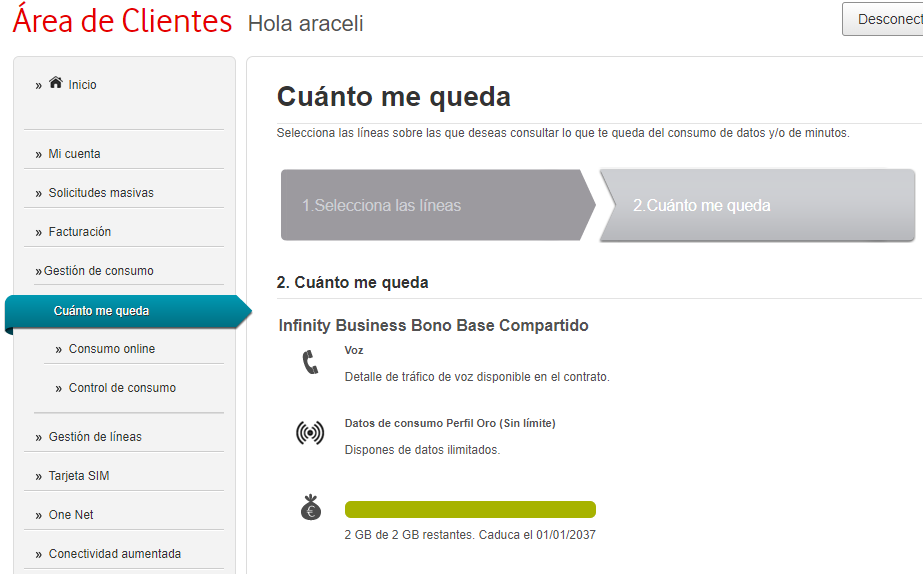 Área de Clientes Hola araceli
Desconect
» Inicio
» Mi cuenta
» Solicitudes masivas
» Facturación
» Gestión de consumo
Cuánto me queda
» Consumo online
» Control de consumo
» Gestión de líneas
» Tarjeta SIM
» One Net
» Conectividad aumentada
Cuánto me queda
Selecciona las líneas sobre las que deseas consultar lo que te queda del consumo de datos y/o de minutos.
1.Selecciona las líneas
2.Cuánto me queda
2. Cuánto me queda
Infinity Business Bono Base Compartido
Voz
Detalle de tráfico de voz disponible en el contrato.
Datos de consumo Perfil Oro (Sin límite)
Dispones de datos ilimitados.
€
2 GB de 2 GB restantes. Caduca el 01/01/2037